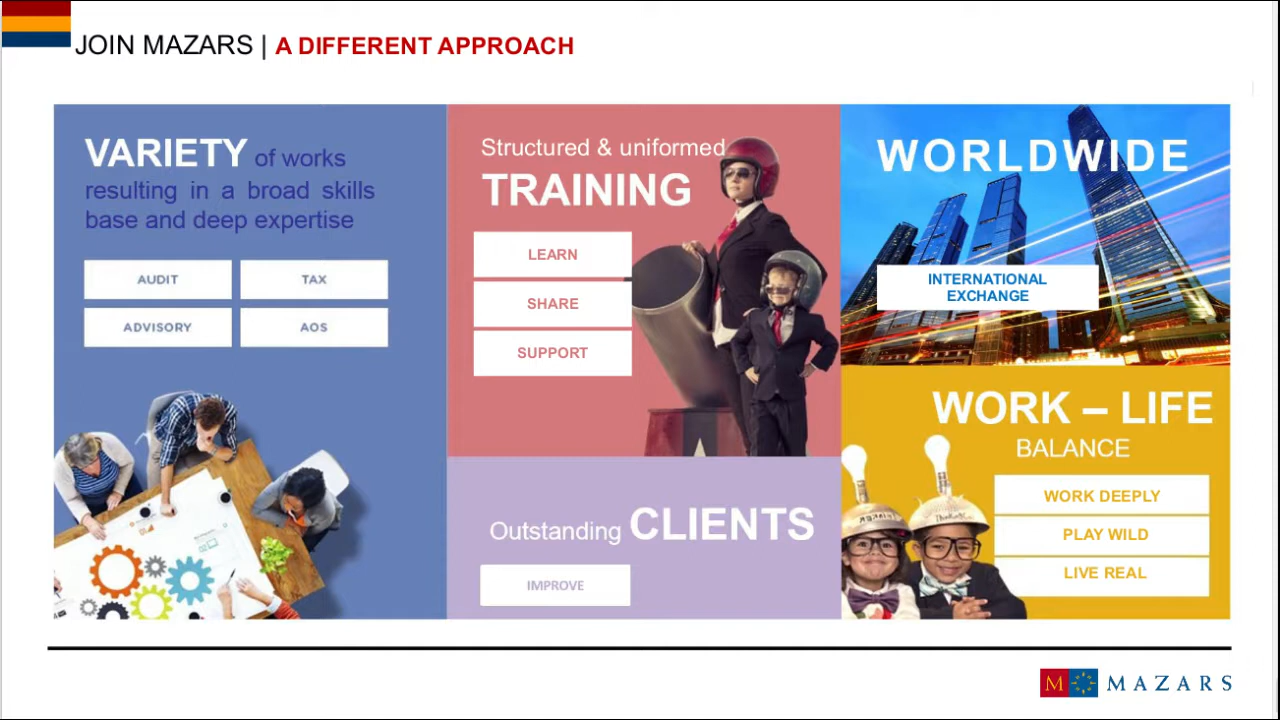 JOIN MAZARS | A DIFFERENT APPROACH
VARIETY of works
resulting in a broad skills
base and deep expertise
AUDIT
TAX
ADVISORY
AOS
Structured & uniformed
TRAINING
LEARN
SHARE
SUPPORT
Outstanding CLIENTS
IMPROVE
WORLDWIDE
INTERNATIONAL
EXCHANGE
WORK – LIFE
BALANCE
WORK DEEPLY
PLAY WILD
LIVE REAL
M MAZARS